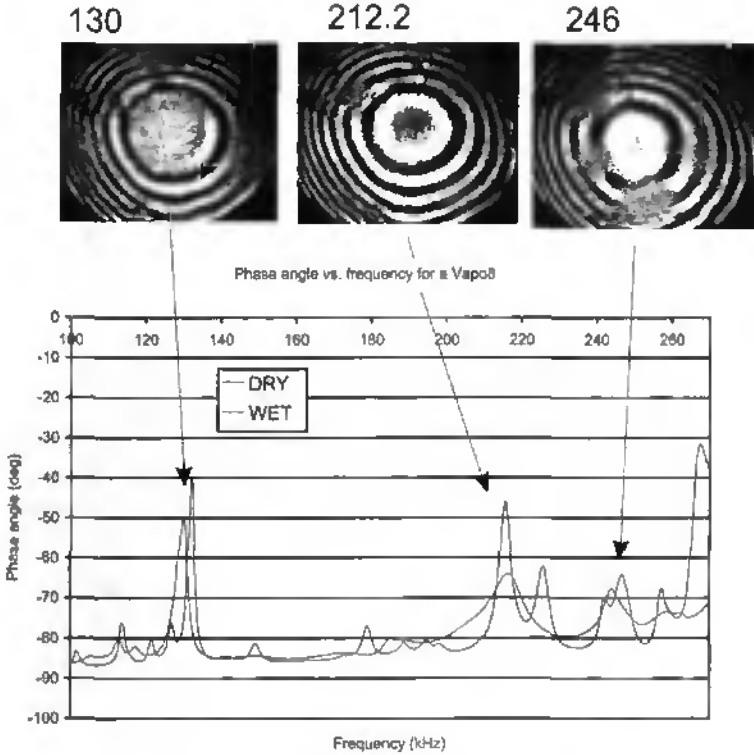 130 212.2 246
Phase angle vs. frequency for a Vapo8
0
100 120 140 160 180 200 220 240 260
-10
-20
DRY
WET
-30
-40
-50
-60
-70
-80
-90
-100
Phase angle (deg)
Frequency (kHz)